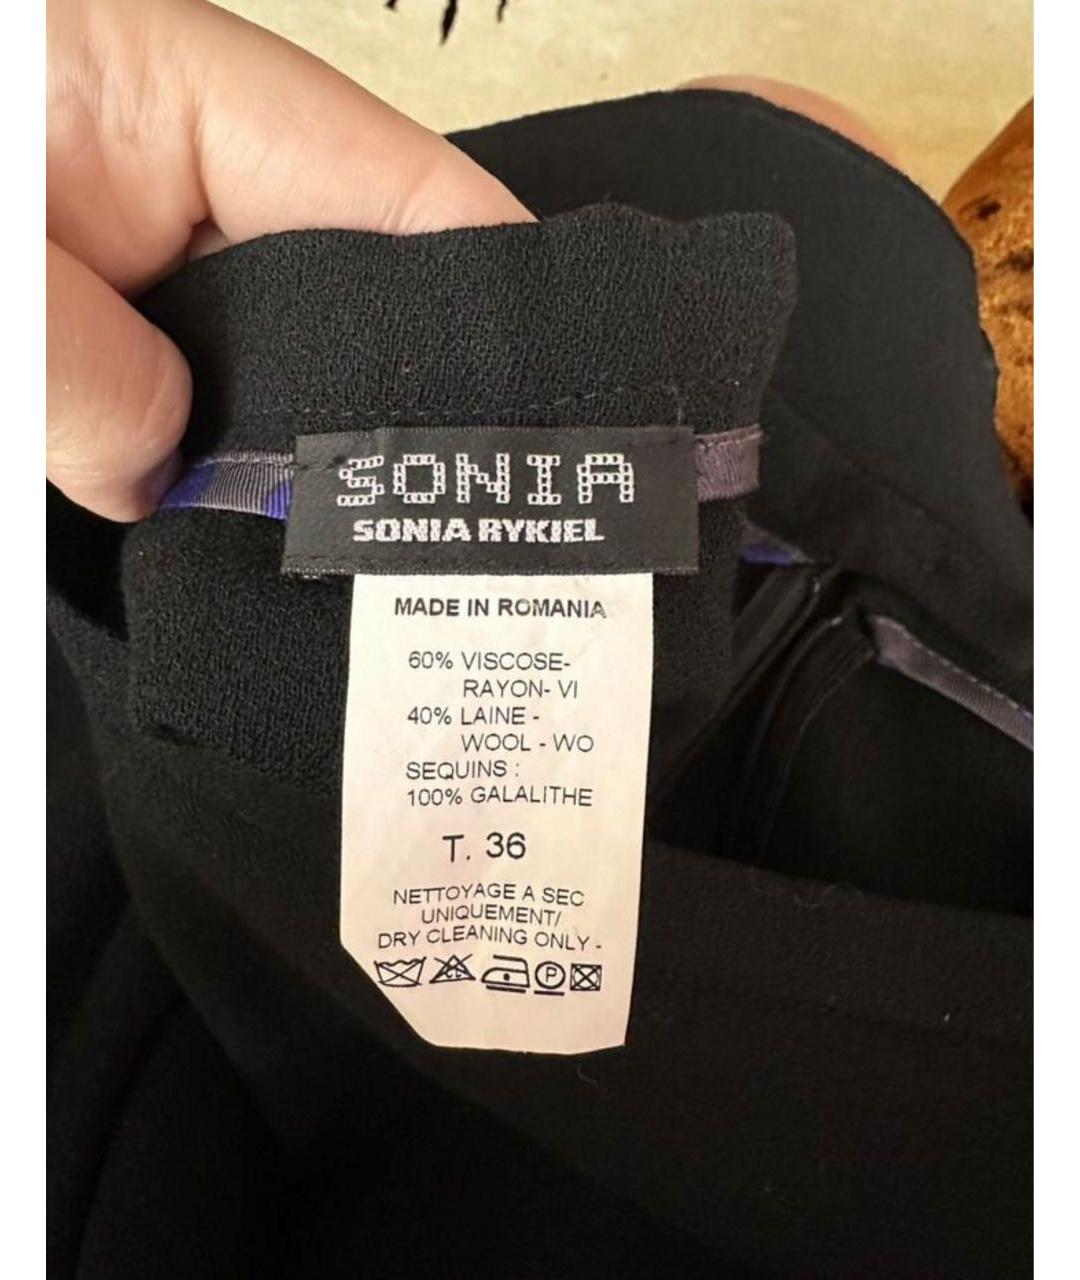 SONIA
SONIA RYKIEL
MADE IN ROMANIA
60% VISCOSE-
RAYON- VI
40% LAINE -
WOOL - WO
SEQUINS :
100% GALALITHE
T. 36
NETTOYAGE A SEC
UNIQUEMENT/
DRY CLEANING ONLY -
CL P